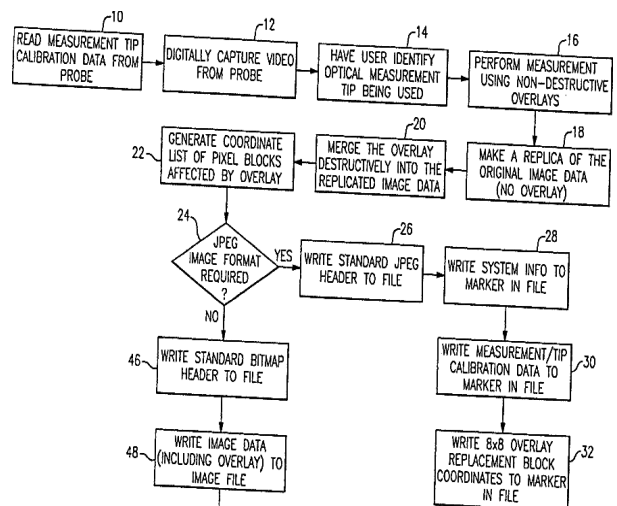 10
READ MEASUREMENT TIP
CALIBRATION DATA FROM
PROBE
12
DIGITALLY CAPTURE VIDEO
FROM PROBE
14
HAVE USER IDENTIFY
OPTICAL MEASUREMENT
TIP BEING USED
16
PERFORM MEASUREMENT
USING NON-DESTRUCTIVE
OVERLAYS
18
MAKE A REPLICA OF THE
ORIGINAL IMAGE DATA
(NO OVERLAY)
20
MERGE THE OVERLAY
DESTRUCTIVELY INTO THE
REPLICATED IMAGE DATA
22
GENERATE COORDINATE
LIST OF PIXEL BLOCKS
AFFECTED BY OVERLAY
24
JPEG
IMAGE FORMAT
REQUIRED
?
YES
NO
26
WRITE STANDARD JPEG
HEADER TO FILE
28
WRITE SYSTEM INFO TO
MARKER IN FILE
30
WRITE MEASUREMENT/TIP
CALIBRATION DATA TO
MARKER IN FILE
32
WRITE 8x8 OVERLAY
REPLACEMENT BLOCK
COORDINATES TO MARKER
IN FILE
46
WRITE STANDARD BITMAP
HEADER TO FILE
48
WRITE IMAGE DATA
(INCLUDING OVERLAY) TO
IMAGE FILE